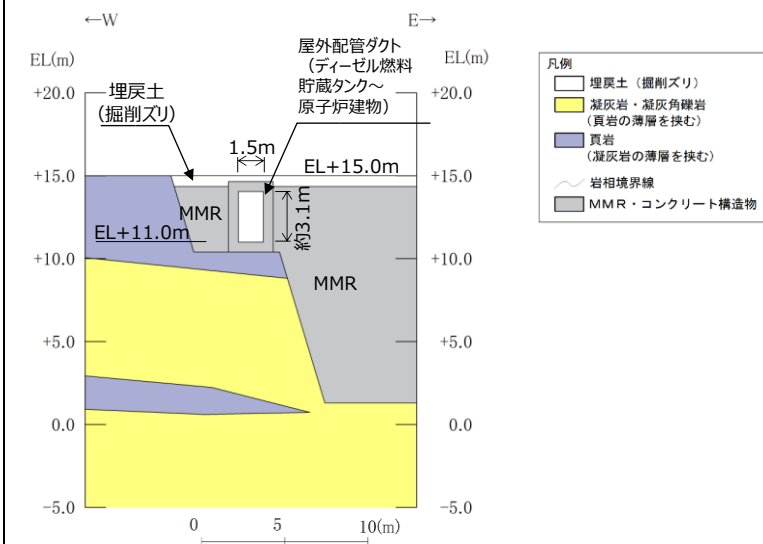 ←W
E→
EL(m)
屋外配管ダクト
(ディーゼル燃料
貯蔵タンク～
原子炉建物)
EL(m)
+20.0
埋戻土
(掘削ズリ)
+20.0
1.5m
EL+15.0m
+15.0
+15.0
MMR
約3.1m
EL+11.0m
+10.0
+10.0
MMR
+5.0
+5.0
0.0
0.0
-5.0
-5.0
0
5
10(m)
凡例
埋戻土（掘削ズリ）
凝灰岩・凝灰角礫岩
(頁岩の薄層を挟む)
頁岩
(凝灰岩の薄層を挟む)
岩相境界線
ＭＭＲ・コンクリート構造物